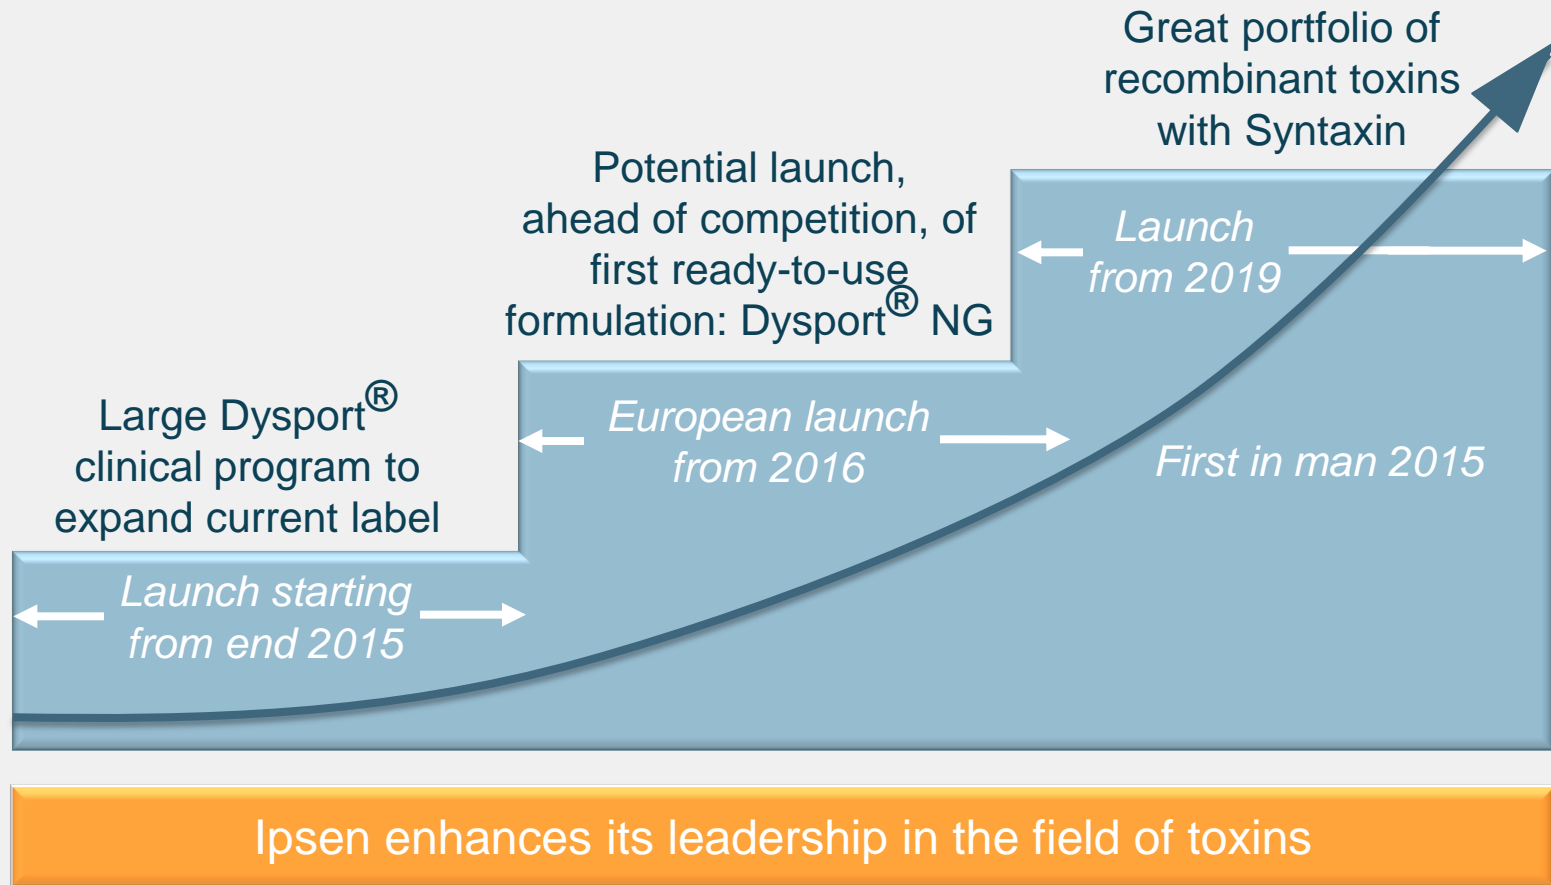 Great portfolio of
recombinant toxins
with Syntaxin
Potential launch,
ahead of competition, of
first ready-to-use
formulation: Dysport® NG
Launch
from 2019
Large Dysport®
clinical program to
expand current label
European launch
from 2016
First in man 2015
Launch starting
from end 2015
Ipsen enhances its leadership in the field of toxins